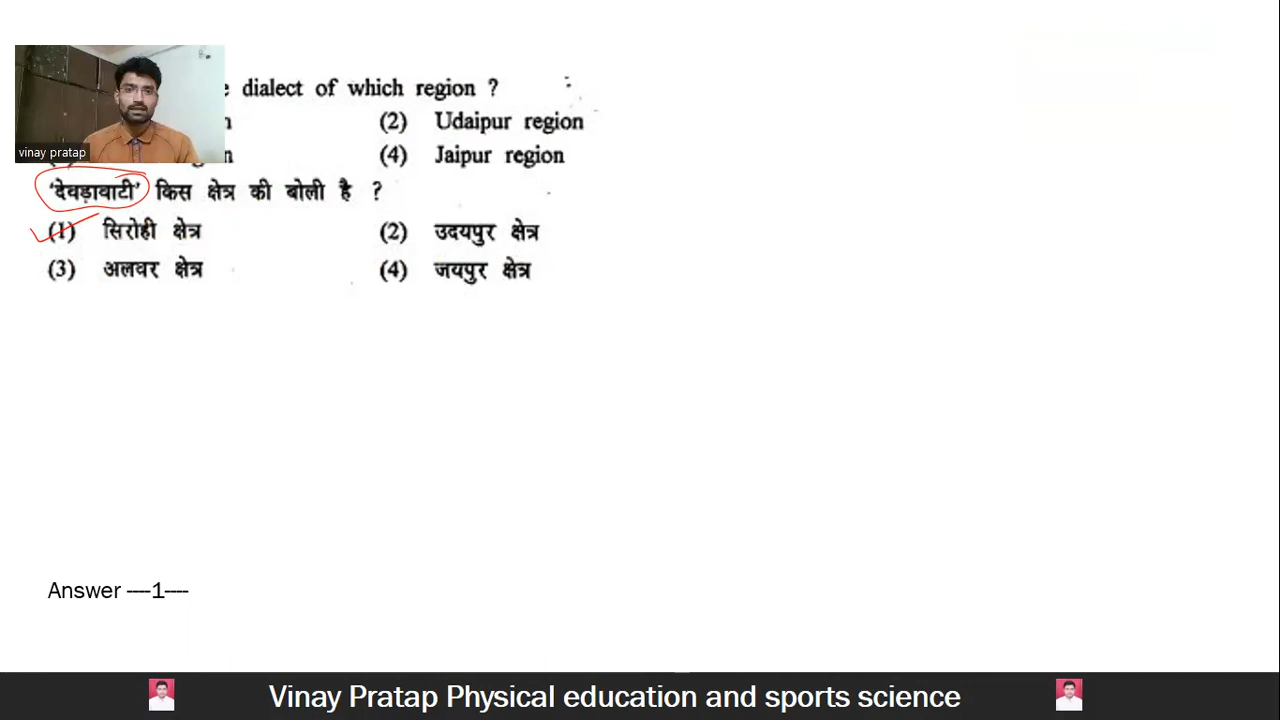 dialect of which region ?
(2) Udaipur region
vinay pratap
(4) Jaipur region
'देवड़ावाटी' किस क्षेत्र की बोली है ?
(1) सिरोही क्षेत्र (2) उदयपुर क्षेत्र
(3) अलवर क्षेत्र (4) जयपुर क्षेत्र
Answer ----1----
Vinay Pratap Physical education and sports science